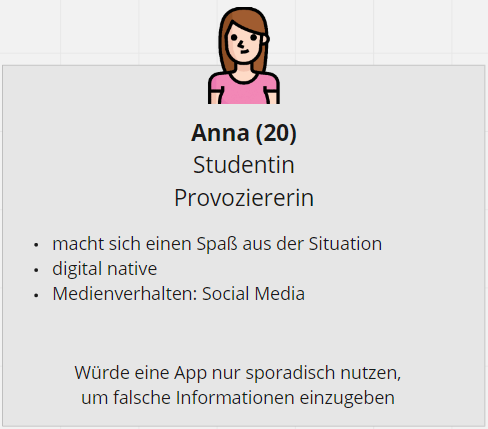 Anna (20)
Studentin
Provoziererin
• macht sich einen Spaß aus der Situation
• digital native
• Medienverhalten: Social Media
Würde eine App nur sporadisch nutzen,
um falsche Informationen einzugeben